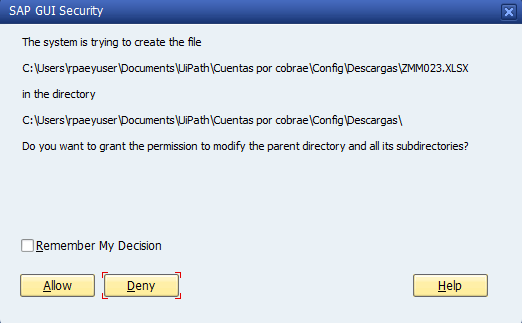 SAP GUI Security
The system is trying to create the file
C:\Users\rpaeyuser\Documents\UiPath\Cuentas por cobrae\Config\Descargas\ZMM023.XLSX
in the directory
C:\Users\rpaeyuser\Documents\UiPath\Cuentas por cobrae\Config\Descargas\
Do you want to grant the permission to modify the parent directory and all its subdirectories?
Remember My Decision
Allow Deny Help